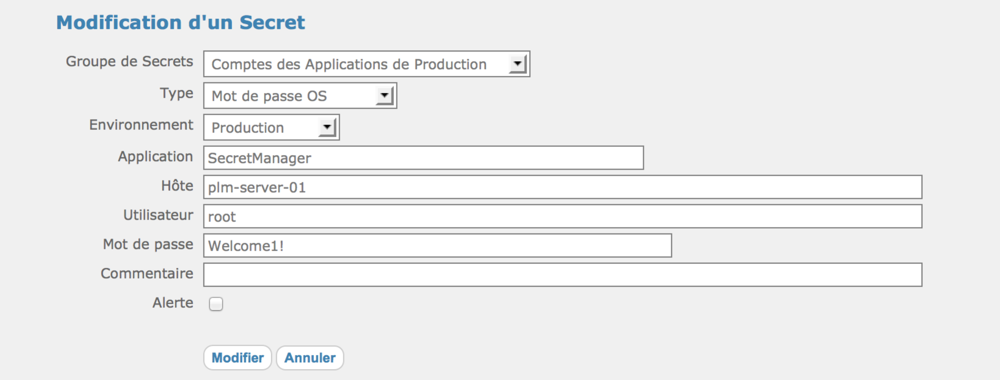 Modification d'un Secret
Groupe de Secrets Comptes des Applications de Production
Type Mot de passe OS
Environnement Production
Application SecretManager
Hôte plm-server-01
Utilisateur root
Mot de passe Welcome1!
Commentaire
Alerte
Modifier Annuler